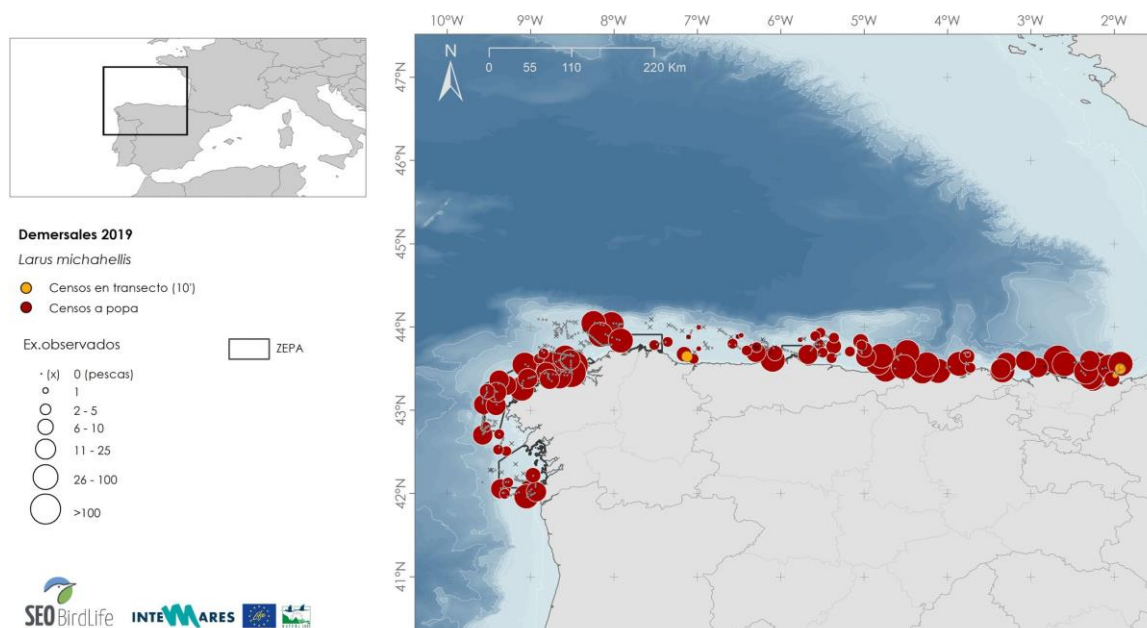 Demersales 2019
Larus michahellis
Censos en transecto (10')
Censos a popa
Ex.observados
ZEPA
(x) 0 (pescas)
1
2 - 5
6 - 10
11 - 25
26 - 100
>100
SEO BirdLife
INTEMARES
Life
10°W 9°W 8°W 7°W 6°W 5°W 4°W 3°W 2°W
N
0 55 110 220 Km
47°N
46°N
45°N
44°N
43°N
42°N
41°N